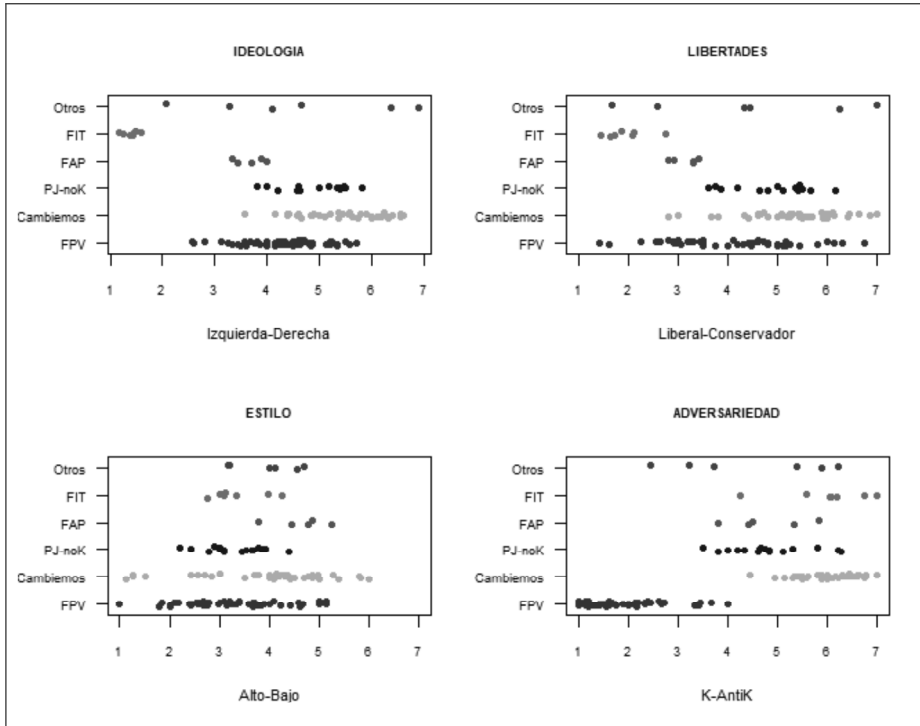 IDEOLOGIA
Otros
FIT
FAP
PJ-noK
Cambiemos
FPV
1 2 3 4 5 6 7
Izquierda-Derecha
LIBERTADES
Otros
FIT
FAP
PJ-noK
Cambiemos
FPV
1 2 3 4 5 6 7
Liberal-Conservador
ESTILO
Otros
FIT
FAP
PJ-noK
Cambiemos
FPV
1 2 3 4 5 6 7
Alto-Bajo
ADVERSARIEDAD
Otros
FIT
FAP
PJ-noK
Cambiemos
FPV
1 2 3 4 5 6 7
K-AntiK